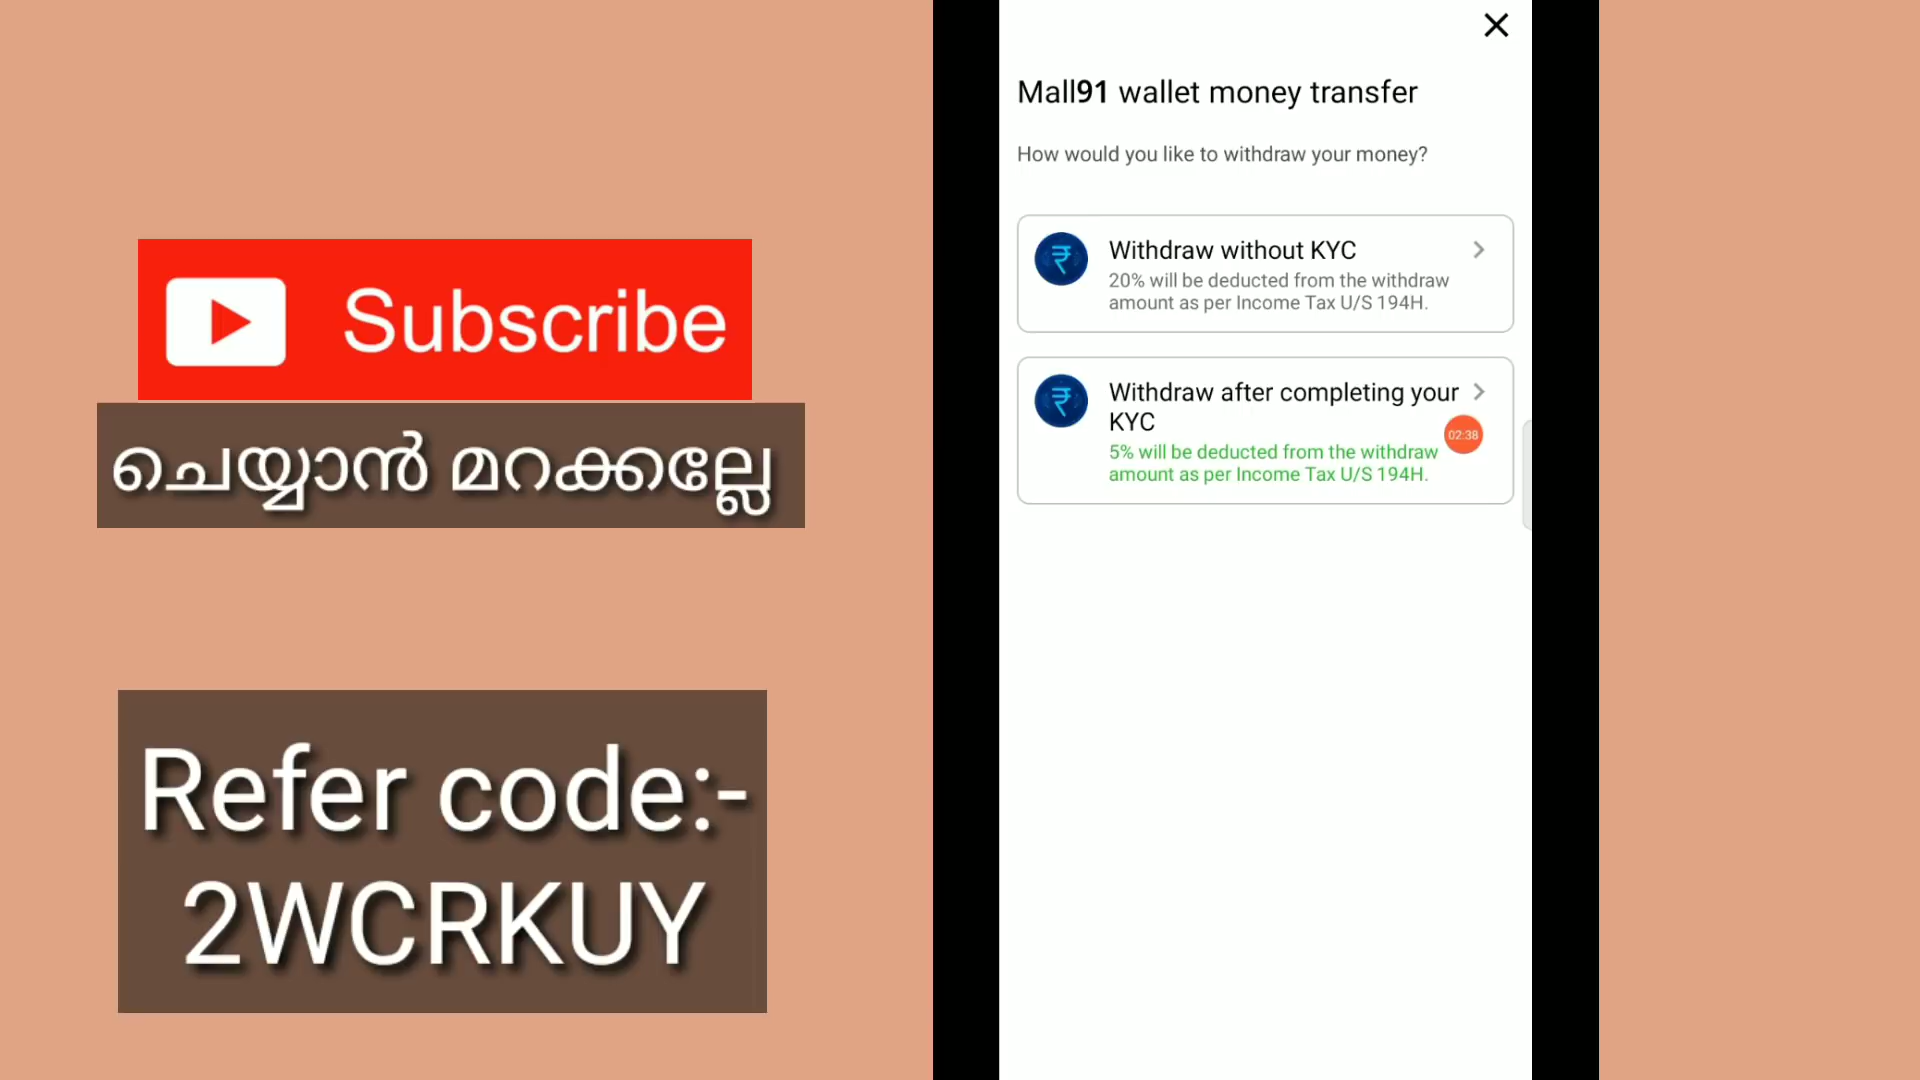 Subscribe
ചെയ്യാൻ മറക്കല്ലേ
Refer code:-
2WCRKUY
Mall91 wallet money transfer
How would you like to withdraw your money?
Withdraw without KYC
20% will be deducted from the withdraw
amount as per Income Tax U/S 194H.
Withdraw after completing your
KYC
02:38
5% will be deducted from the withdraw
amount as per Income Tax U/S 194H.